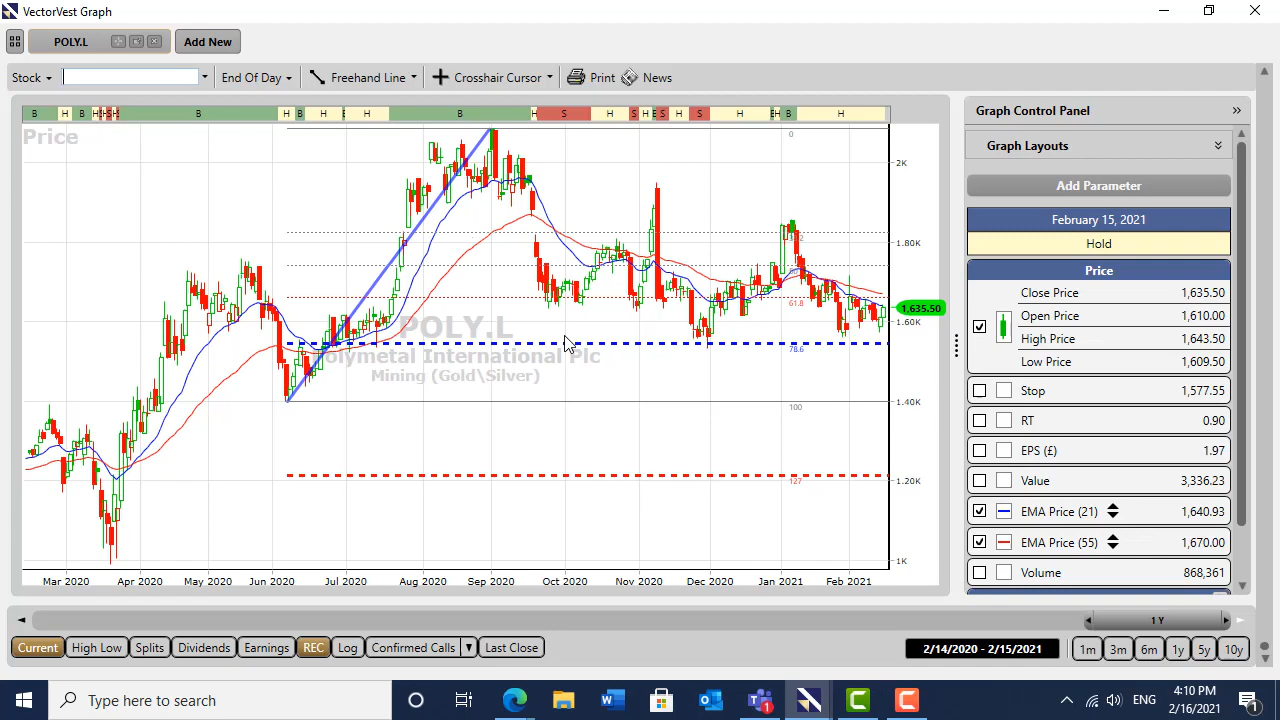 VectorVest Graph
POLY.L
Add New
Stock
End Of Day
Freehand Line
Crosshair Cursor
Print
News
B H B H S H S H B H B H E H B H S H S H E S H S H E H B H
Price
0
2K
1.80K
61.8
1,635.50
1.60K
78.6
1.40K
100
1.20K
127
1K
POLY.L
Polymetal International Plc
Mining (Gold\Silver)
Mar 2020 Apr 2020 May 2020 Jun 2020 Jul 2020 Aug 2020 Sep 2020 Oct 2020 Nov 2020 Dec 2020 Jan 2021 Feb 2021
Graph Control Panel
Graph Layouts
Add Parameter
February 15, 2021
Hold
Price
Close Price 1,635.50
Open Price 1,610.00
High Price 1,643.50
Low Price 1,609.50
Stop 1,577.55
RT 0.90
EPS (£) 1.97
Value 3,336.23
EMA Price (21) 1,640.93
EMA Price (55) 1,670.00
Volume 868,361
1 Y
Current High Low Splits Dividends Earnings REC Log Confirmed Calls Last Close
2/14/2020 - 2/15/2021
1m 3m 6m 1y 5y 10y
Type here to search
1
ENG
4:10 PM
2/16/2021
1